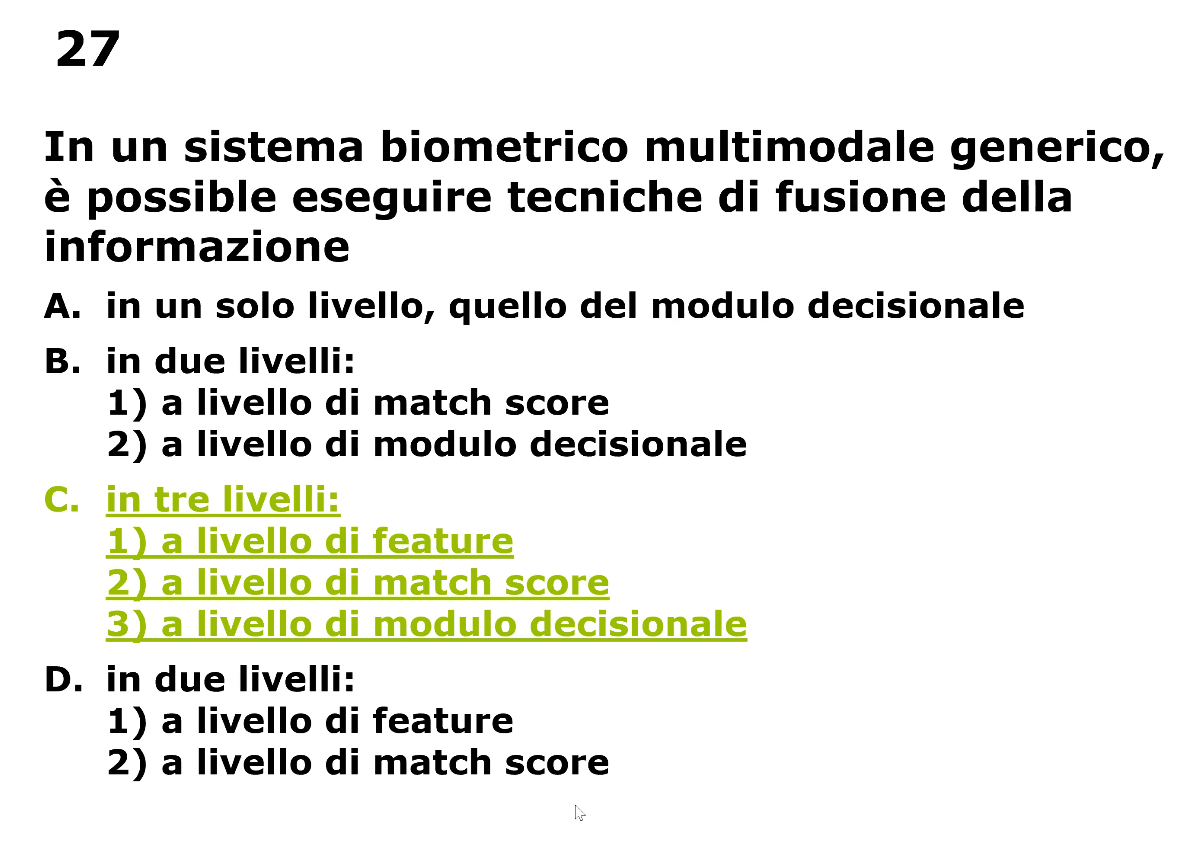 27
In un sistema biometrico multimodale generico,
è possibile eseguire tecniche di fusione della
informazione
A. in un solo livello, quello del modulo decisionale
B. in due livelli:
1) a livello di match score
2) a livello di modulo decisionale
C. in tre livelli:
1) a livello di feature
2) a livello di match score
3) a livello di modulo decisionale
D. in due livelli:
1) a livello di feature
2) a livello di match score